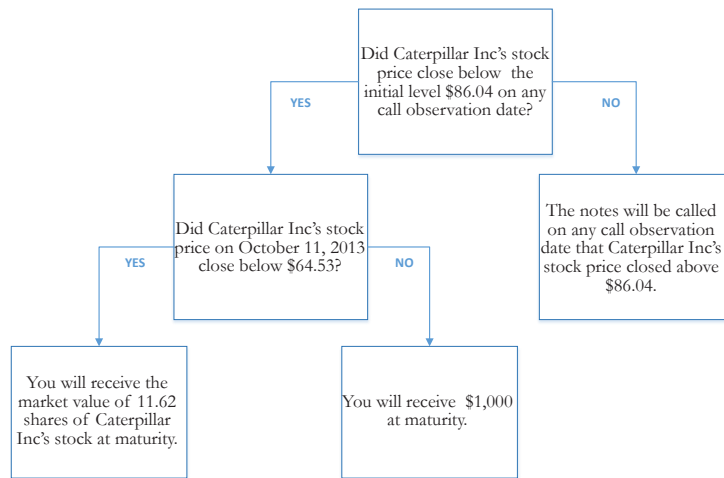 Did Caterpillar Inc's stock
price close below the
initial level $86.04 on any
call observation date?
YES
NO
Did Caterpillar Inc's stock
price on October 11, 2013
close below $64.53?
The notes will be called
on any call observation
date that Caterpillar Inc's
stock price closed above
$86.04.
YES
NO
You will receive the
market value of 11.62
shares of Caterpillar
Inc's stock at maturity.
You will receive $1,000
at maturity.